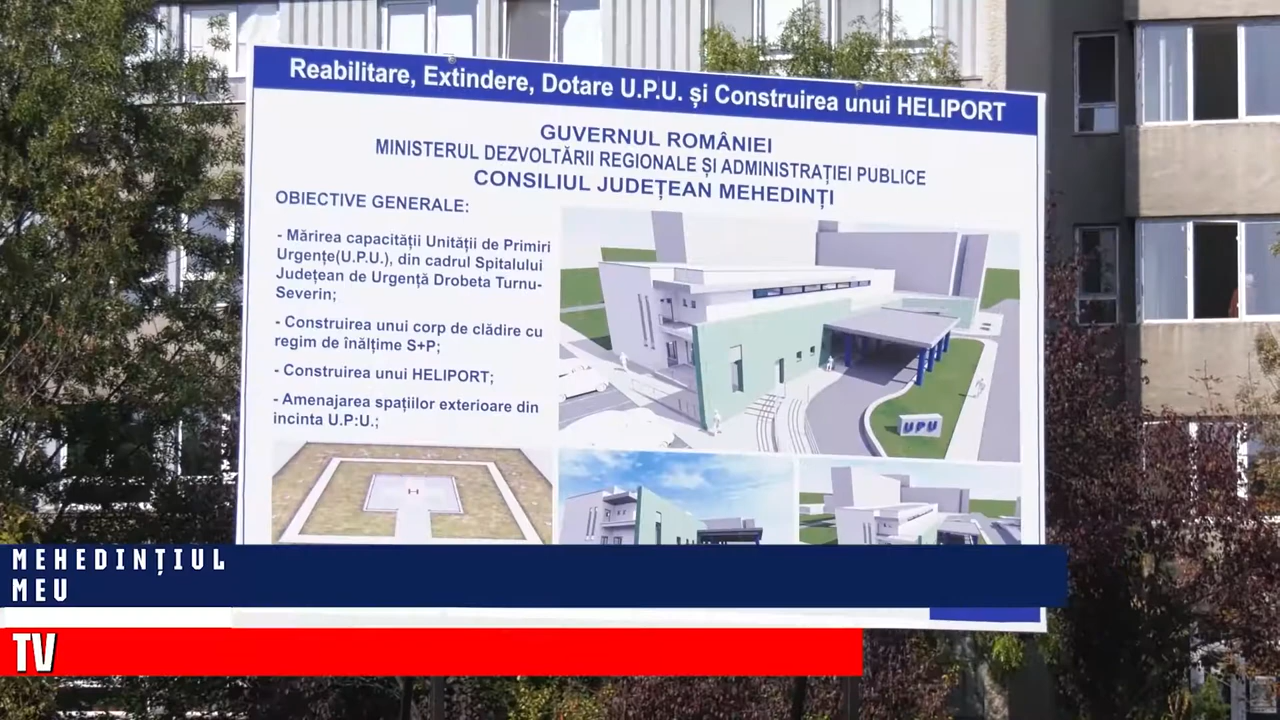 Reabilitare, Extindere, Dotare U.P.U. și Construirea unui HELIPORT
GUVERNUL ROMÂNIEI
MINISTERUL DEZVOLTĂRII REGIONALE ȘI ADMINISTRAȚIEI PUBLICE
CONSILIUL JUDEȚEAN MEHEDINȚI
OBIECTIVE GENERALE:
- Mărirea capacității Unității de Primiri
Urgențe(U.P.U.), din cadrul Spitalului
Județean de Urgență Drobeta Turnu-
Severin;
- Construirea unui corp de clădire cu
regim de înălțime S+P;
- Construirea unui HELIPORT;
- Amenajarea spațiilor exterioare din
incinta U.P:U.;
UPU
H
MEHEDINȚIUL
MEU
TV